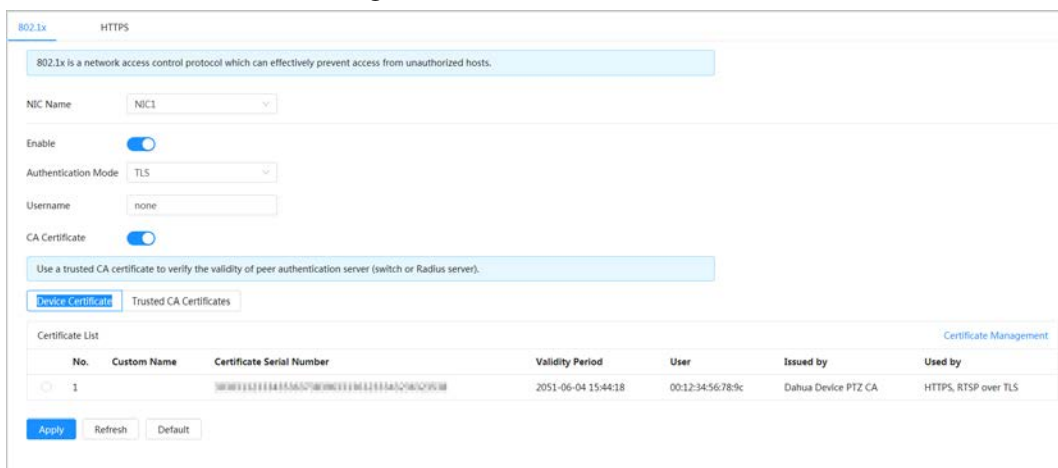 802.1x HTTPS
802.1x is a network access control protocol which can effectively prevent access from unauthorized hosts.
NIC Name NIC1
Enable
Authentication Mode TLS
Username none
CA Certificate
Use a trusted CA certificate to verify the validity of peer authentication server (switch or Radius server).
Device Certificate Trusted CA Certificates
Certificate List Certificate Management
No. Custom Name Certificate Serial Number Validity Period User Issued by Used by
1 2051-06-04 15:44:18 00:12:34:56:78:9c Dahua Device PTZ CA HTTPS, RTSP over TLS
Apply Refresh Default